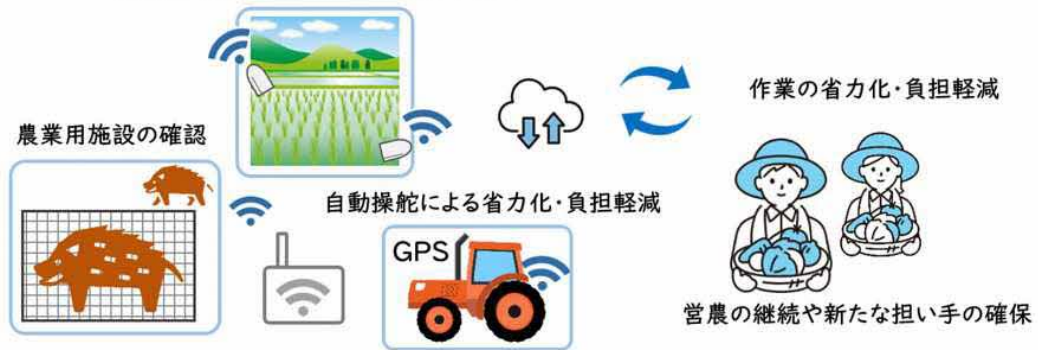 農業用施設の確認
自動操舵による省力化・負担軽減
GPS
作業の省力化・負担軽減
営農の継続や新たな担い手の確保